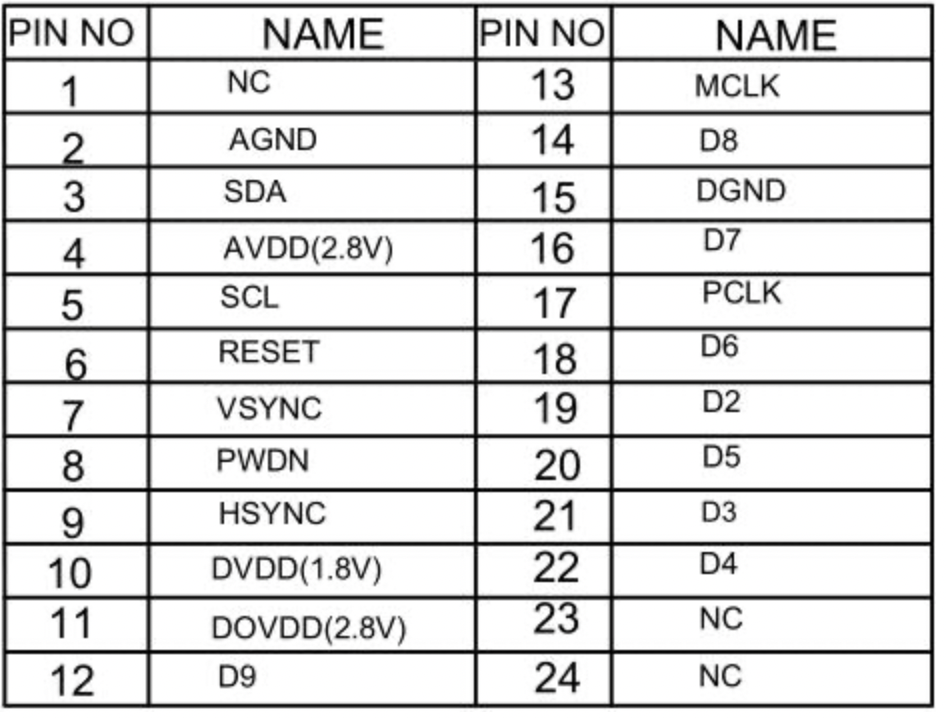 PIN NO NAME PIN NO NAME
1 NC 13 MCLK
2 AGND 14 D8
3 SDA 15 DGND
4 AVDD(2.8V) 16 D7
5 SCL 17 PCLK
6 RESET 18 D6
7 VSYNC 19 D2
8 PWDN 20 D5
9 HSYNC 21 D3
10 DVDD(1.8V) 22 D4
11 DOVDD(2.8V) 23 NC
12 D9 24 NC